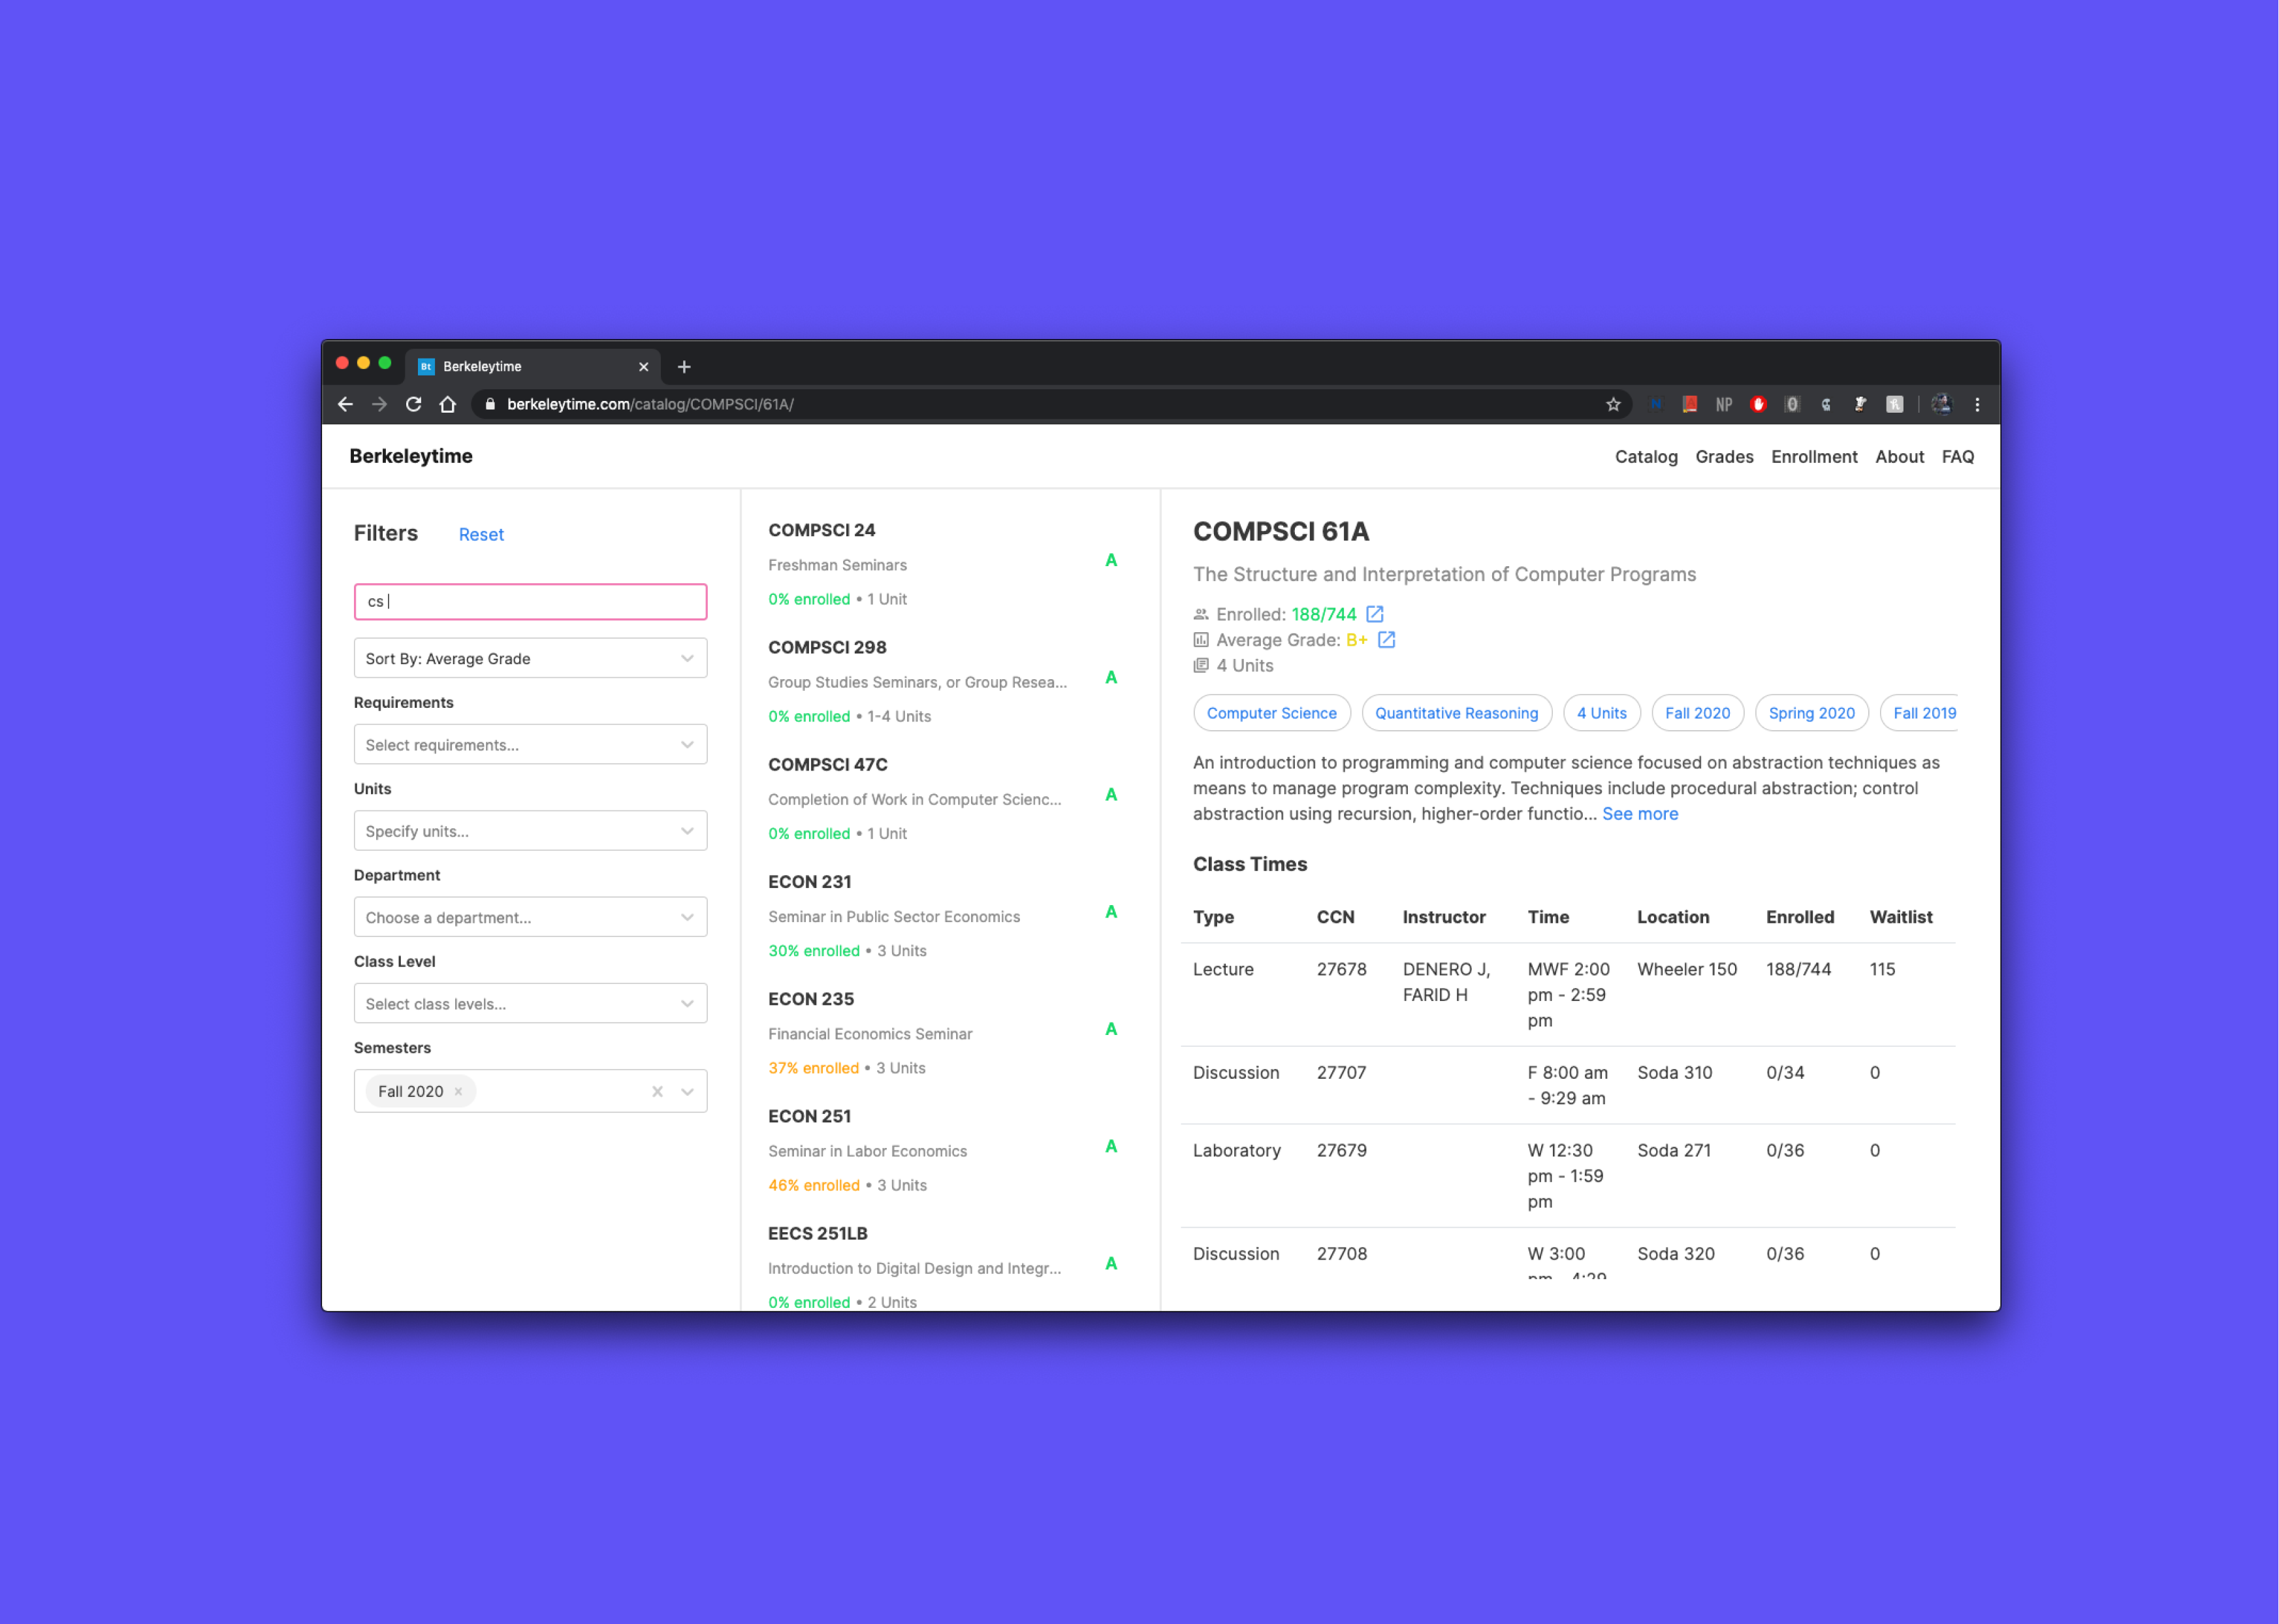 Bt Berkeleytime
berkeleytime.com/catalog/COMPSCI/61A/
NP
Berkeleytime
Catalog Grades Enrollment About FAQ
Filters Reset
cs
Sort By: Average Grade
Requirements
Select requirements...
Units
Specify units...
Department
Choose a department...
Class Level
Select class levels...
Semesters
Fall 2020
COMPSCI 24
Freshman Seminars
A
0% enrolled • 1 Unit
COMPSCI 298
Group Studies Seminars, or Group Resea...
A
0% enrolled • 1-4 Units
COMPSCI 47C
Completion of Work in Computer Scienc...
A
0% enrolled • 1 Unit
ECON 231
Seminar in Public Sector Economics
A
30% enrolled • 3 Units
ECON 235
Financial Economics Seminar
A
37% enrolled • 3 Units
ECON 251
Seminar in Labor Economics
A
46% enrolled • 3 Units
EECS 251LB
Introduction to Digital Design and Integr...
A
0% enrolled • 2 Units
COMPSCI 61A
The Structure and Interpretation of Computer Programs
Enrolled: 188/744
Average Grade: B+
4 Units
Computer Science Quantitative Reasoning 4 Units Fall 2020 Spring 2020 Fall 2019
An introduction to programming and computer science focused on abstraction techniques as
means to manage program complexity. Techniques include procedural abstraction; control
abstraction using recursion, higher-order functio... See more
Class Times
Type CCN Instructor Time Location Enrolled Waitlist
Lecture 27678 DENERO J, MWF 2:00 Wheeler 150 188/744 115
FARID H pm - 2:59
pm
Discussion 27707 F 8:00 am Soda 310 0/34 0
- 9:29 am
Laboratory 27679 W 12:30 Soda 271 0/36 0
pm - 1:59
pm
Discussion 27708 W 3:00 Soda 320 0/36 0
pm - 4:29